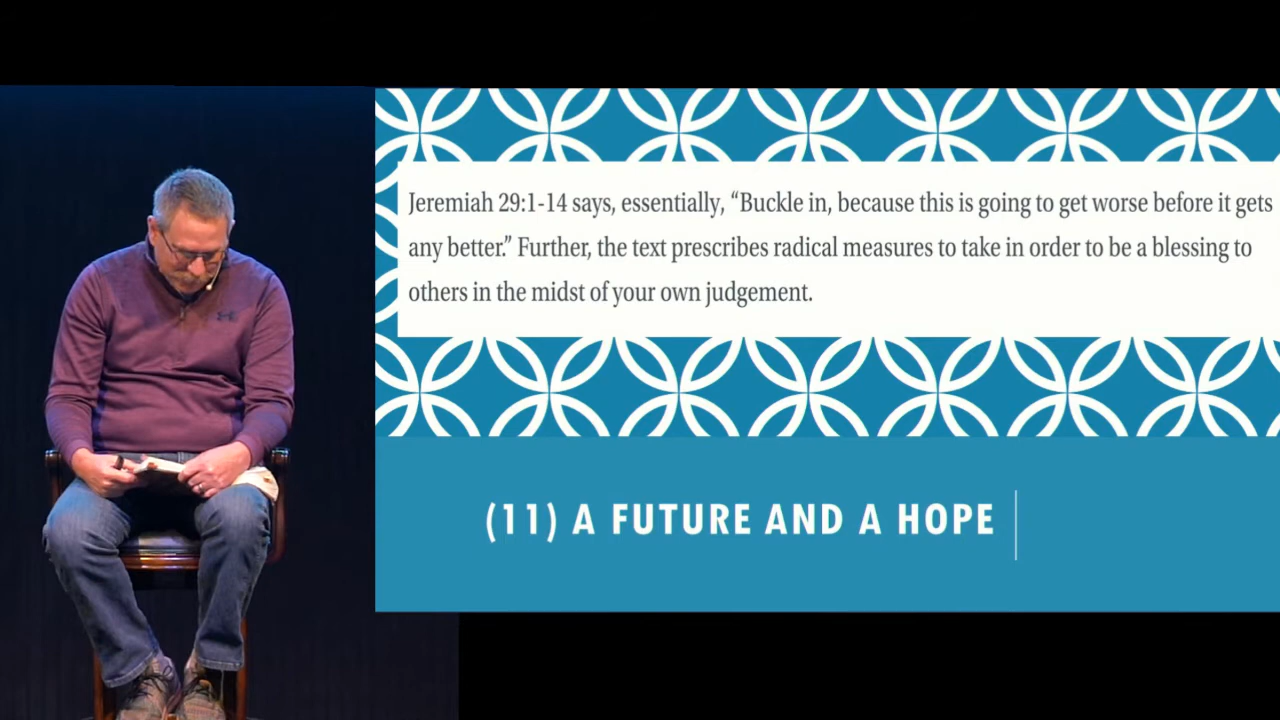 Jeremiah 29:1-14 says, essentially, “Buckle in, because this is going to get worse before it gets
any better.” Further, the text prescribes radical measures to take in order to be a blessing to
others in the midst of your own judgement.
(11) A FUTURE AND A HOPE